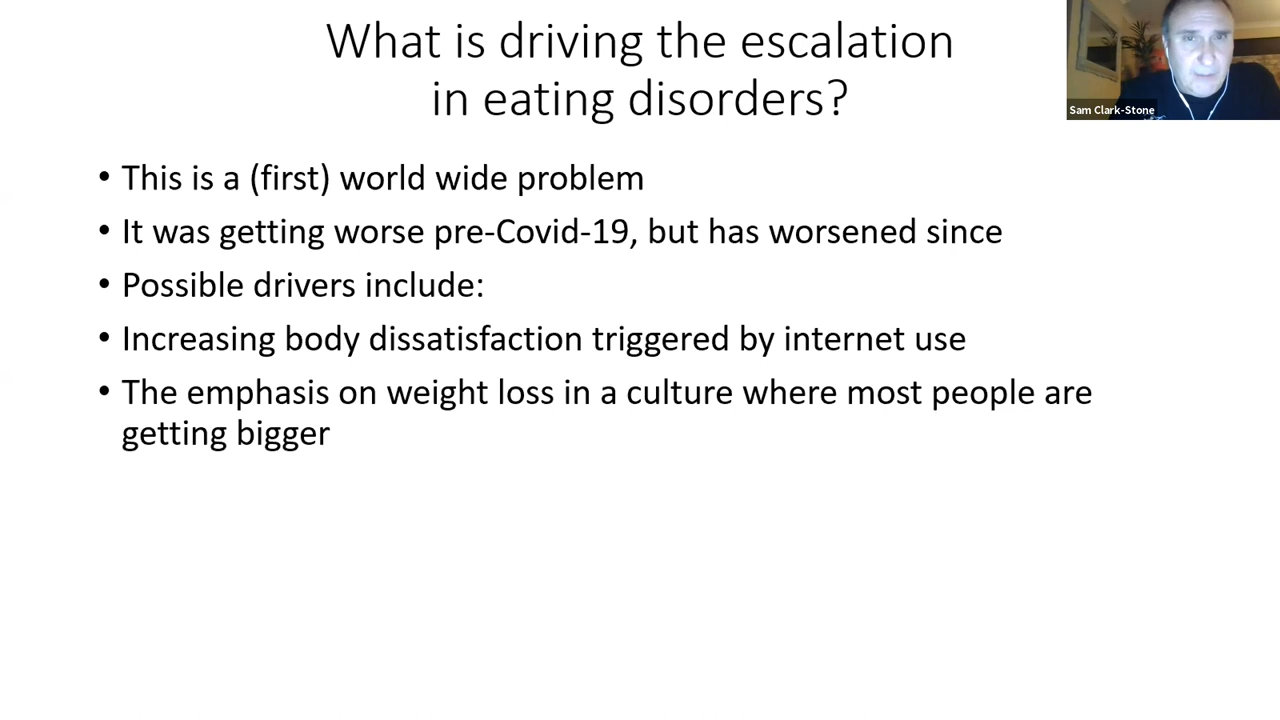 What is driving the escalation
in eating disorders?
Sam Clark-Stone
• This is a (first) world wide problem
• It was getting worse pre-Covid-19, but has worsened since
• Possible drivers include:
• Increasing body dissatisfaction triggered by internet use
• The emphasis on weight loss in a culture where most people are
getting bigger